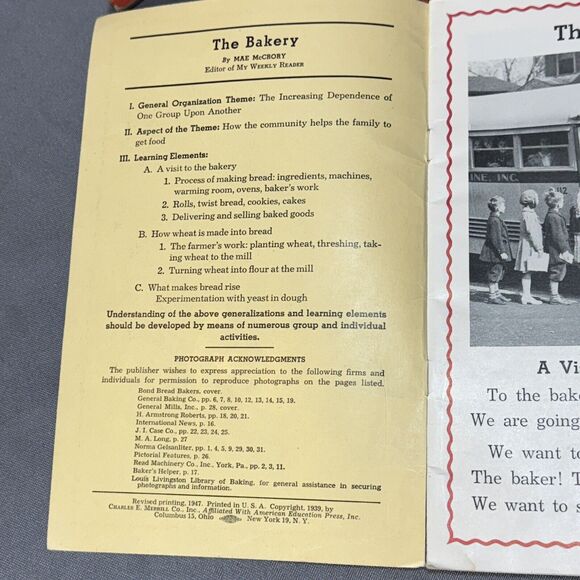 The Bakery
By MAE McCRORY
Editor of MY WEEKLY READER
I. General Organization Theme: The Increasing Dependence of
One Group Upon Another
II. Aspect of the Theme: How the community helps the family to
get food
III. Learning Elements:
A. A visit to the bakery
1. Process of making bread: ingredients, machines,
warming room, ovens, baker's work
2. Rolls, twist bread, cookies, cakes
3. Delivering and selling baked goods
B. How wheat is made into bread
1. The farmer's work: planting wheat, threshing, tak-
ing wheat to the mill
2. Turning wheat into flour at the mill
C. What makes bread rise
Experimentation with yeast in dough
Understanding of the above generalizations and learning elements
should be developed by means of numerous group and individual
activities.
PHOTOGRAPH ACKNOWLEDGMENTS
The publisher wishes to express appreciation to the following firms and
individuals for permission to reproduce photographs on the pages listed.
Bond Bread Bakers, cover.
General Baking Co., pp. 6, 7, 8, 10, 12, 13, 14, 15, 19.
General Mills, Inc., p. 28, cover.
H. Armstrong Roberts, pp. 18, 20, 21.
International News, p. 16.
J. I. Case Co., pp. 22, 23, 24, 25.
M. A. Long, p. 27
Norma Gelsanliter, pp. 1, 4, 5, 9, 29, 30, 31.
Pictorial Features, p. 26.
Read Machinery Co., Inc., York, Pa., pp. 2, 3, 11.
Baker's Helper, p. 17.
Louis Livingston Library of Baking, for general assistance in securing
photographs and information.
Revised printing, 1947. Printed in U. S. A. Copyright, 1939, by
CHARLES E. MERRILL CO., INC., Affiliated With American Education Press, Inc.
Columbus 15, Ohio New York 19, N. Y.
Th
INE, INC.
112
A Vi
To the bak
We are going
We want to
The baker! T
We want to s